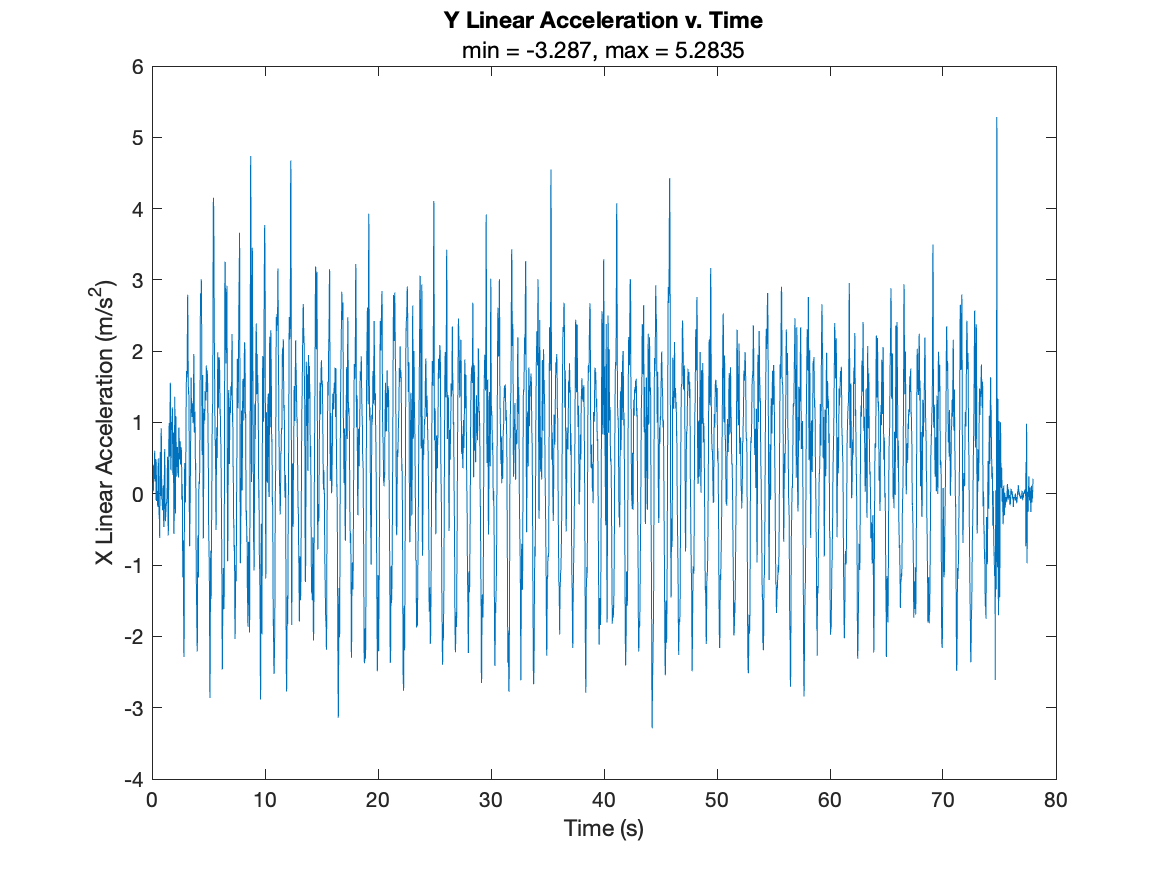 Y Linear Acceleration v. Time
min = -3.287, max = 5.2835
6
5
4
3
2
1
0
-1
-2
-3
-4
X Linear Acceleration (m/s²)
0 10 20 30 40 50 60 70 80
Time (s)